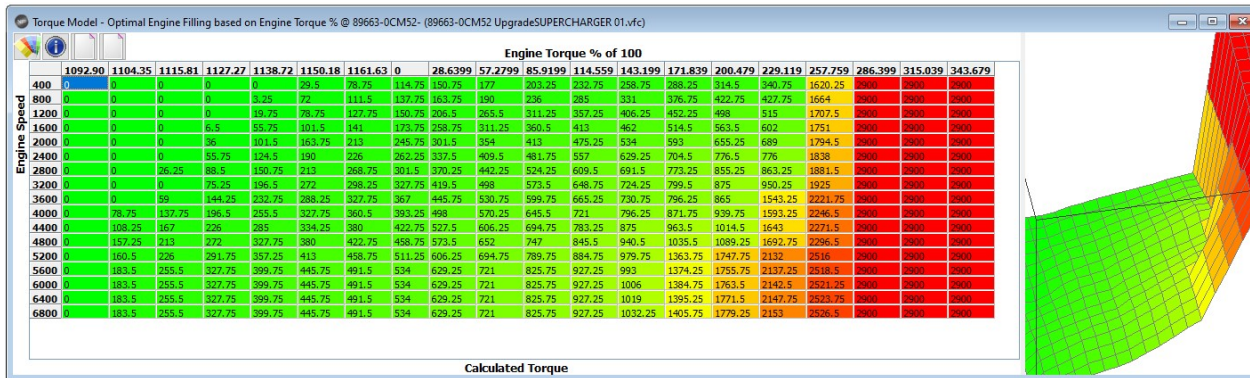 Torque Model - Optimal Engine Filling based on Engine Torque % @ 89663-0CM52- (89663-0CM52 UpgradeSUPERCHARGER 01.vfc)
Engine Torque % of 100
1092.90 1104.35 1115.81 1127.27 1138.72 1150.18 1161.63 0 28.6399 57.2799 85.9199 114.559 143.199 171.839 200.479 229.119 257.759 286.399 315.039 343.679
Engine Speed
400 0 0 0 0 0 29.5 78.75 114.75 150.75 177 203.25 232.75 258.75 288.25 314.5 340.75 1620.25 2900 2900 2900
800 0 0 0 0 3.25 72 111.5 137.75 163.75 190 236 285 331 376.75 422.75 427.75 1664 2900 2900 2900
1200 0 0 0 0 19.75 78.75 127.75 150.75 206.5 265.5 311.25 357.25 406.25 452.25 498 515 1707.5 2900 2900 2900
1600 0 0 0 6.5 55.75 101.5 141 173.75 258.75 311.25 360.5 413 462 514.5 563.5 602 1751 2900 2900 2900
2000 0 0 0 36 101.5 163.75 213 245.75 301.5 354 413 475.25 534 593 655.25 689 1794.5 2900 2900 2900
2400 0 0 0 55.75 124.5 190 226 262.25 337.5 409.5 481.75 557 629.25 704.5 776.5 776 1838 2900 2900 2900
2800 0 0 26.25 88.5 150.75 213 268.75 301.5 370.25 442.25 524.25 609.5 691.5 773.25 855.25 863.25 1881.5 2900 2900 2900
3200 0 0 0 75.25 196.5 272 298.25 327.75 419.5 498 573.5 648.75 724.25 799.5 875 950.25 1925 2900 2900 2900
3600 0 0 59 144.25 232.75 288.25 327.75 367 445.75 530.75 599.75 665.25 730.75 796.25 865 1543.25 2221.75 2900 2900 2900
4000 0 78.75 137.75 196.5 255.5 327.75 360.5 393.25 498 570.25 645.5 721 796.25 871.75 939.75 1593.25 2246.5 2900 2900 2900
4400 0 108.25 167 226 285 334.25 380 422.75 527.5 606.25 694.75 783.25 875 963.5 1014.5 1643 2271.5 2900 2900 2900
4800 0 157.25 213 272 327.75 380 422.75 458.75 573.5 652 747 845.5 940.5 1035.5 1089.25 1692.75 2296.5 2900 2900 2900
5200 0 160.5 226 291.75 357.25 413 458.75 511.25 606.25 694.75 789.75 884.75 979.75 1363.75 1747.75 2132 2516 2900 2900 2900
5600 0 183.5 255.5 327.75 399.75 445.75 491.5 534 629.25 721 825.75 927.25 993 1374.25 1755.75 2137.25 2518.5 2900 2900 2900
6000 0 183.5 255.5 327.75 399.75 445.75 491.5 534 629.25 721 825.75 927.25 1006 1384.75 1763.5 2142.5 2521.25 2900 2900 2900
6400 0 183.5 255.5 327.75 399.75 445.75 491.5 534 629.25 721 825.75 927.25 1019 1395.25 1771.5 2147.75 2523.75 2900 2900 2900
6800 0 183.5 255.5 327.75 399.75 445.75 491.5 534 629.25 721 825.75 927.25 1032.25 1405.75 1779.25 2153 2526.5 2900 2900 2900
Calculated Torque